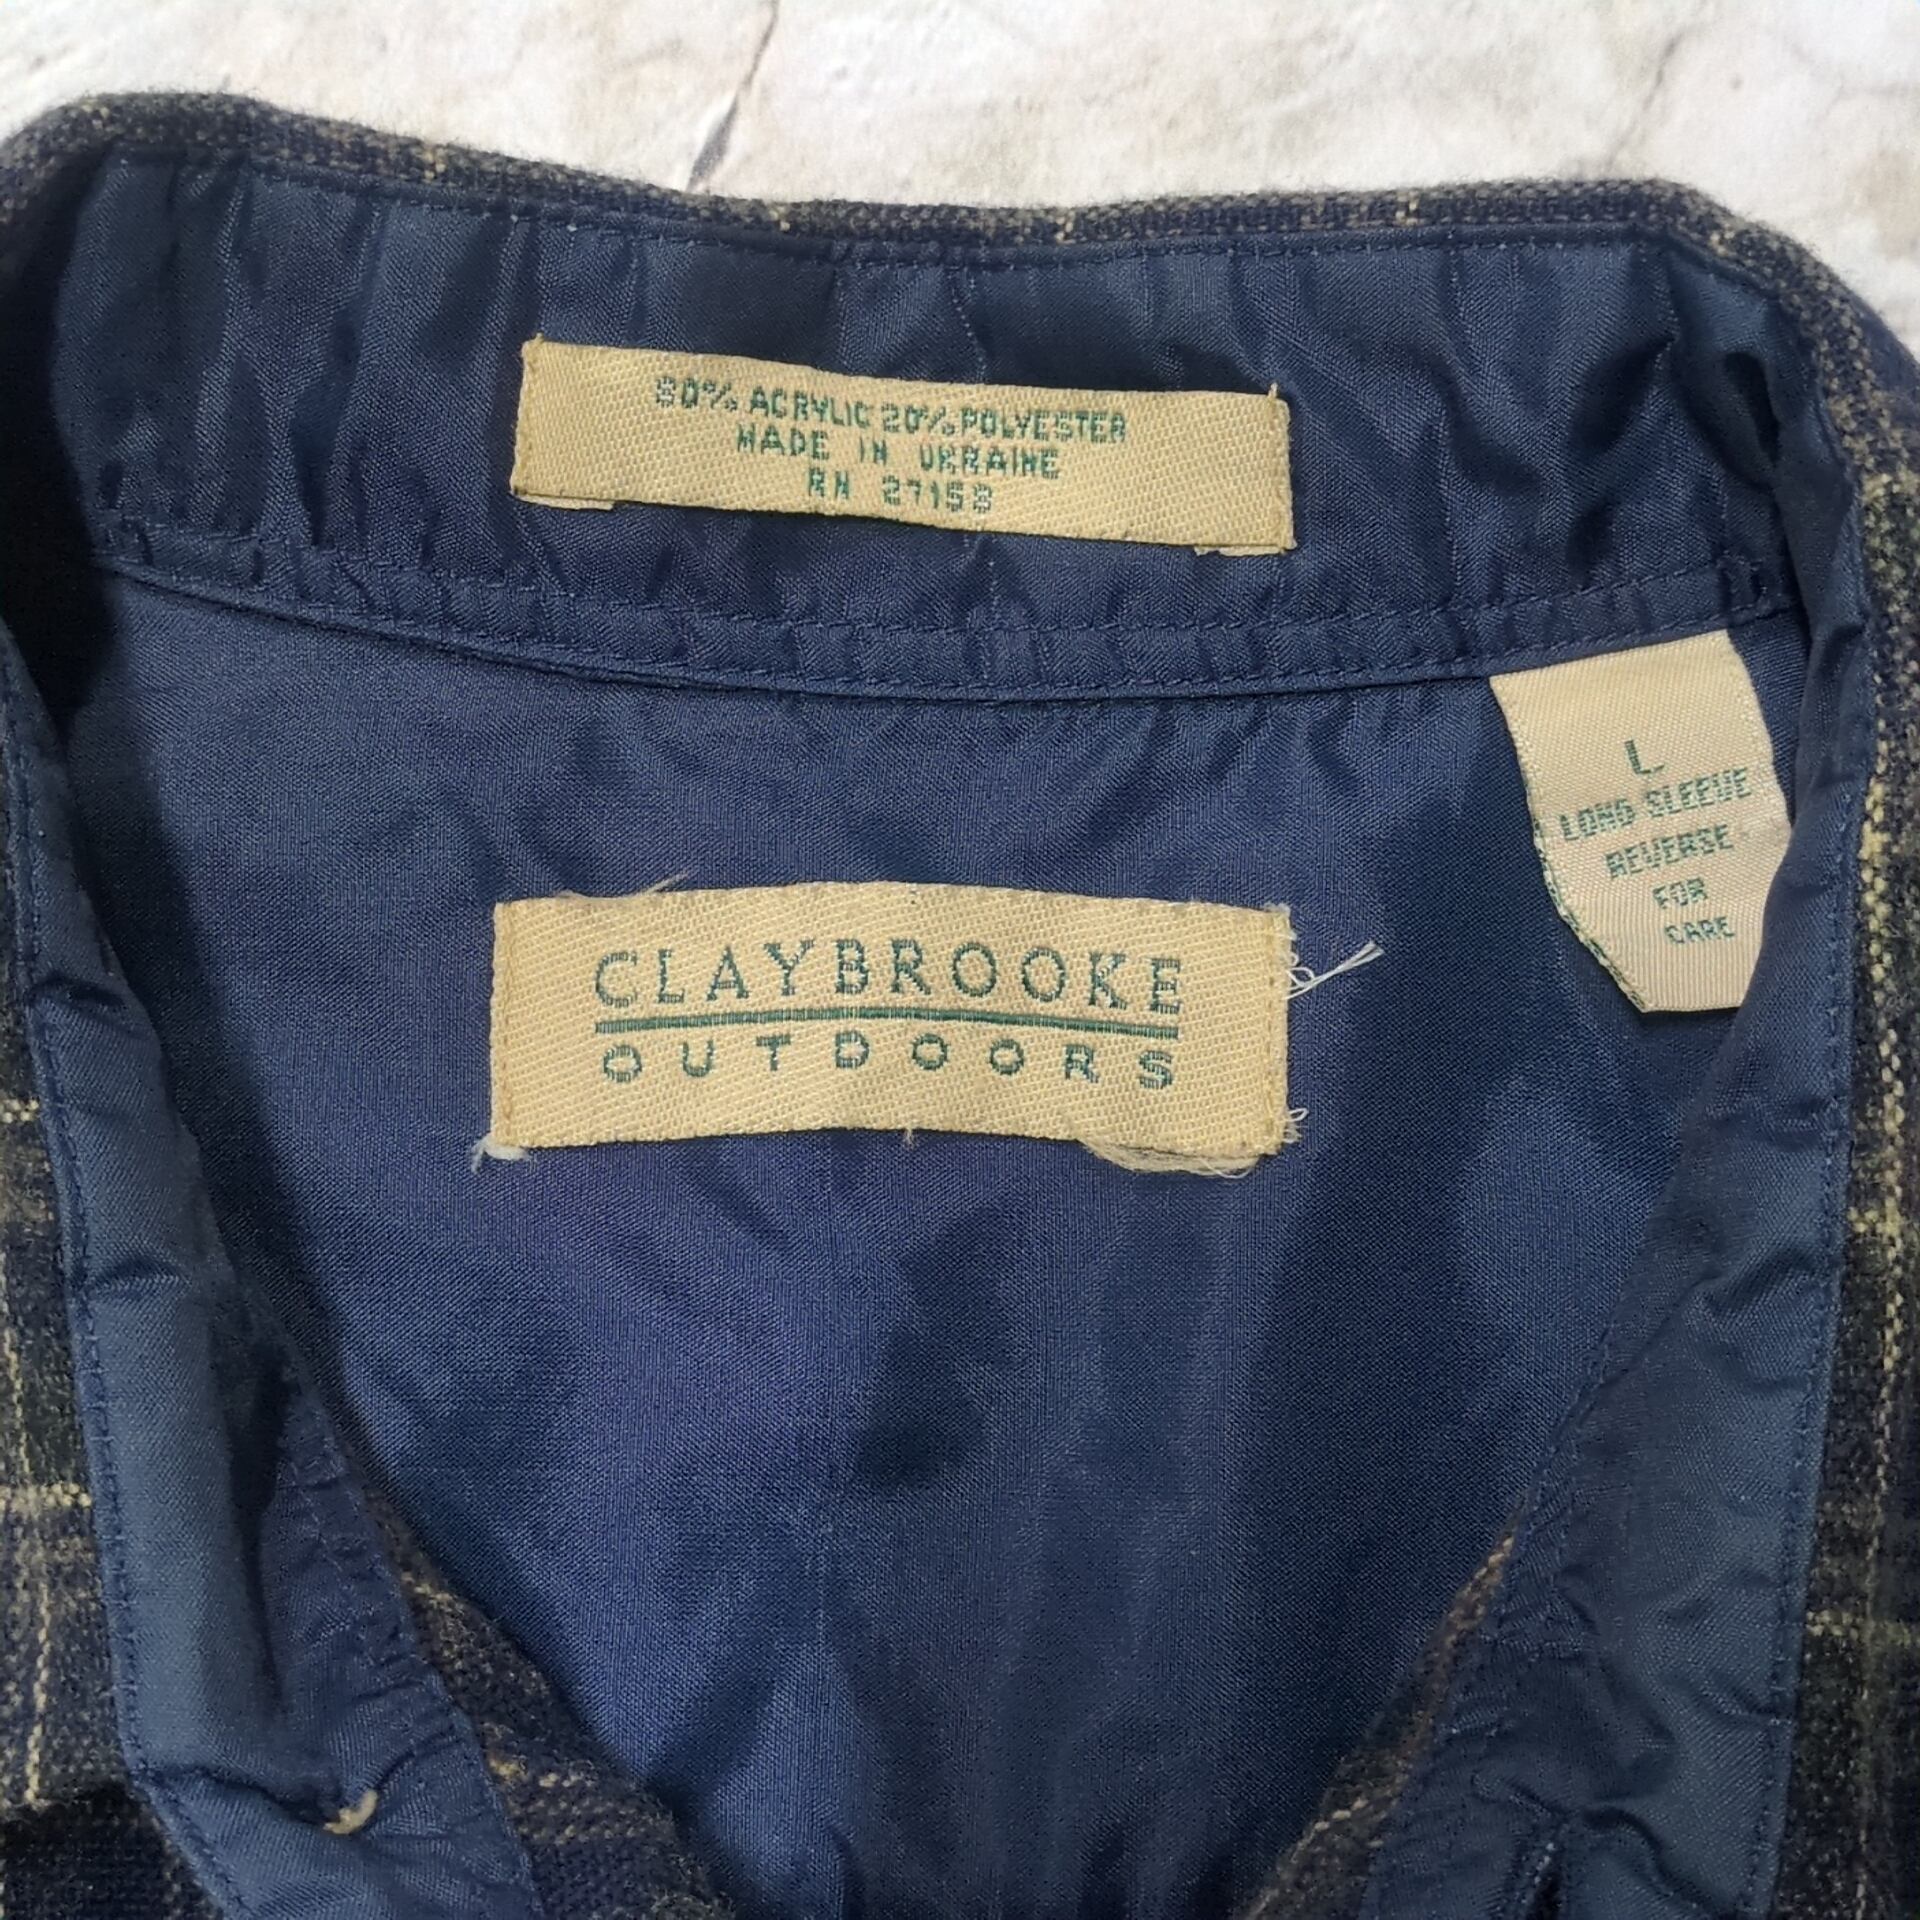 80% ACRYLIC 20% POLYESTER
MADE IN UKRAINE
RN 27158
L
LONG SLEEVE
REVERSE
FOR
CARE
CLAYBROOKE
OUTDOORS